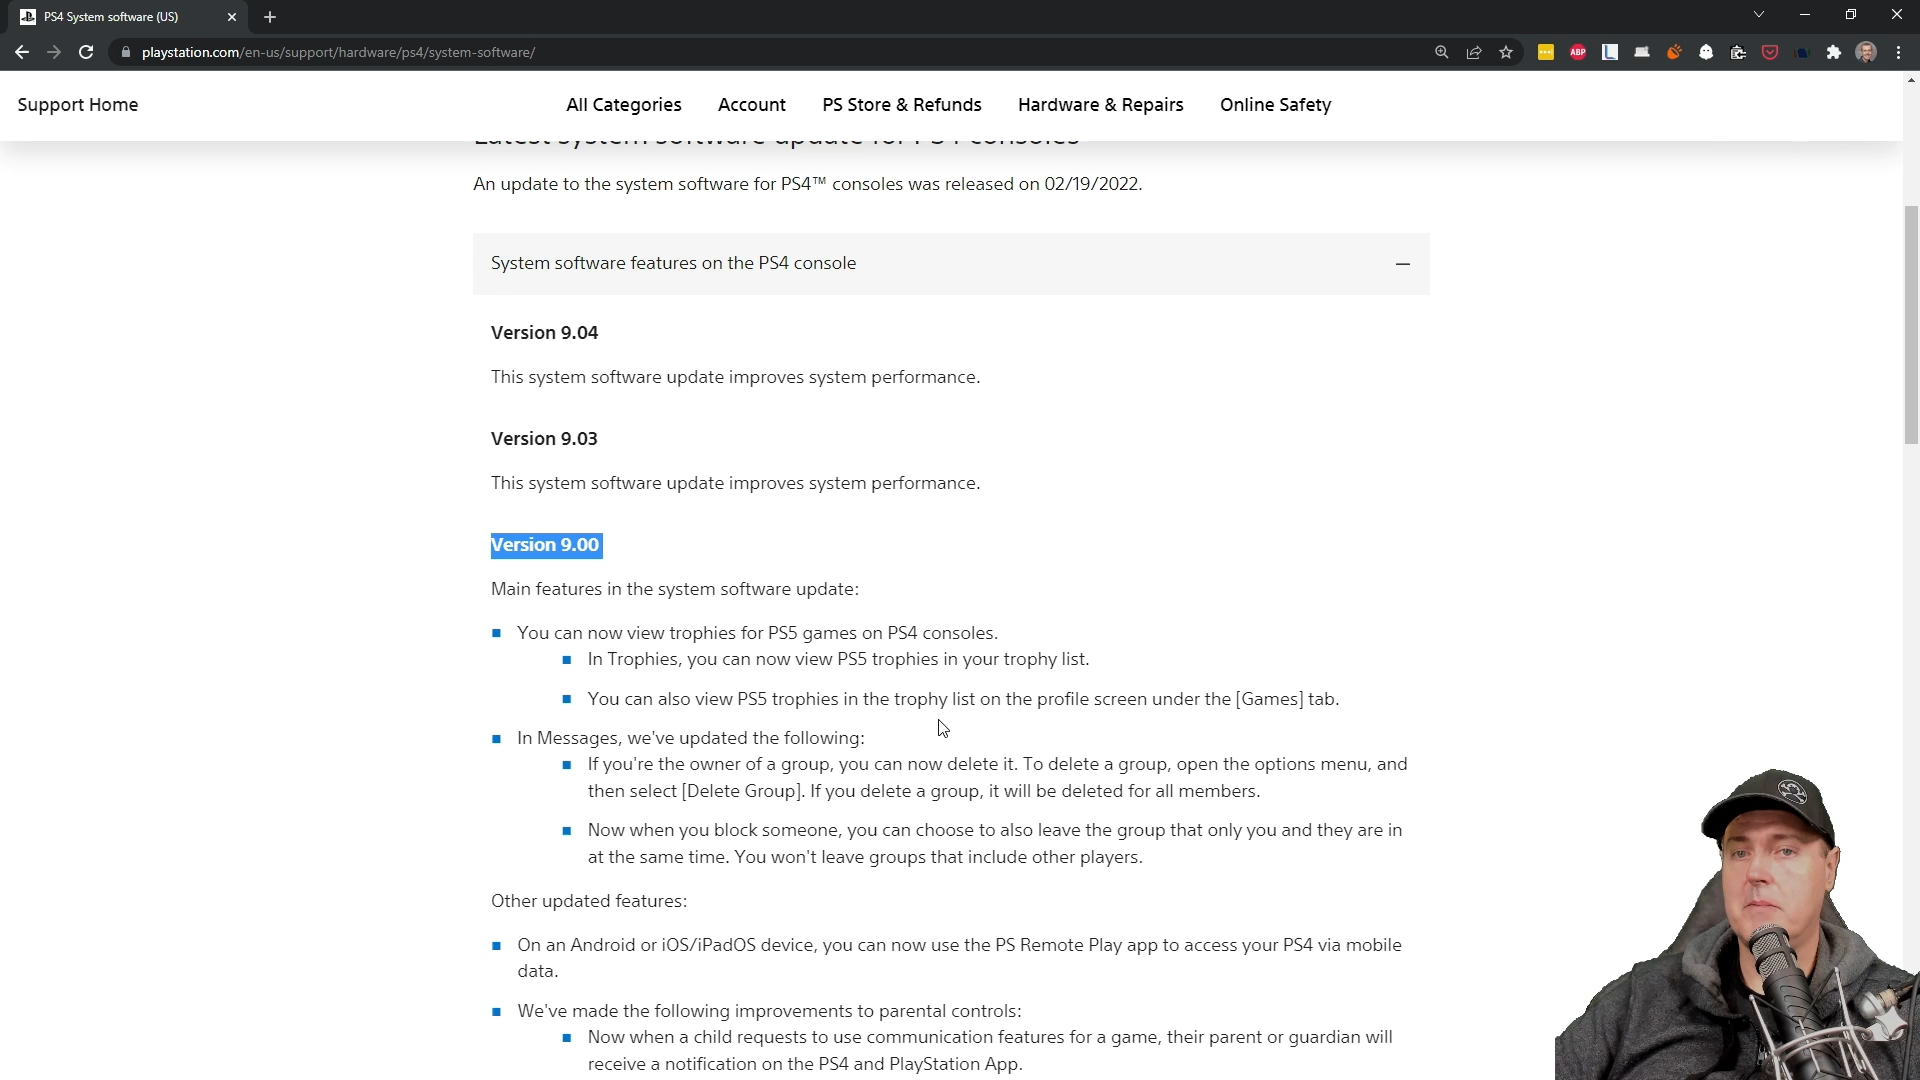 PS4 System software (US)
playstation.com/en-us/support/hardware/ps4/system-software/
ABP
L
Support Home
All Categories
Account
PS Store & Refunds
Hardware & Repairs
Online Safety
Latest system software update for PS4 consoles
An update to the system software for PS4™ consoles was released on 02/19/2022.
System software features on the PS4 console
Version 9.04
This system software update improves system performance.
Version 9.03
This system software update improves system performance.
Version 9.00
Main features in the system software update:
You can now view trophies for PS5 games on PS4 consoles.
In Trophies, you can now view PS5 trophies in your trophy list.
You can also view PS5 trophies in the trophy list on the profile screen under the [Games] tab.
In Messages, we've updated the following:
If you're the owner of a group, you can now delete it. To delete a group, open the options menu, and
then select [Delete Group]. If you delete a group, it will be deleted for all members.
Now when you block someone, you can choose to also leave the group that only you and they are in
at the same time. You won't leave groups that include other players.
Other updated features:
On an Android or iOS/iPadOS device, you can now use the PS Remote Play app to access your PS4 via mobile
data.
We've made the following improvements to parental controls:
Now when a child requests to use communication features for a game, their parent or guardian will
receive a notification on the PS4 and PlayStation App.